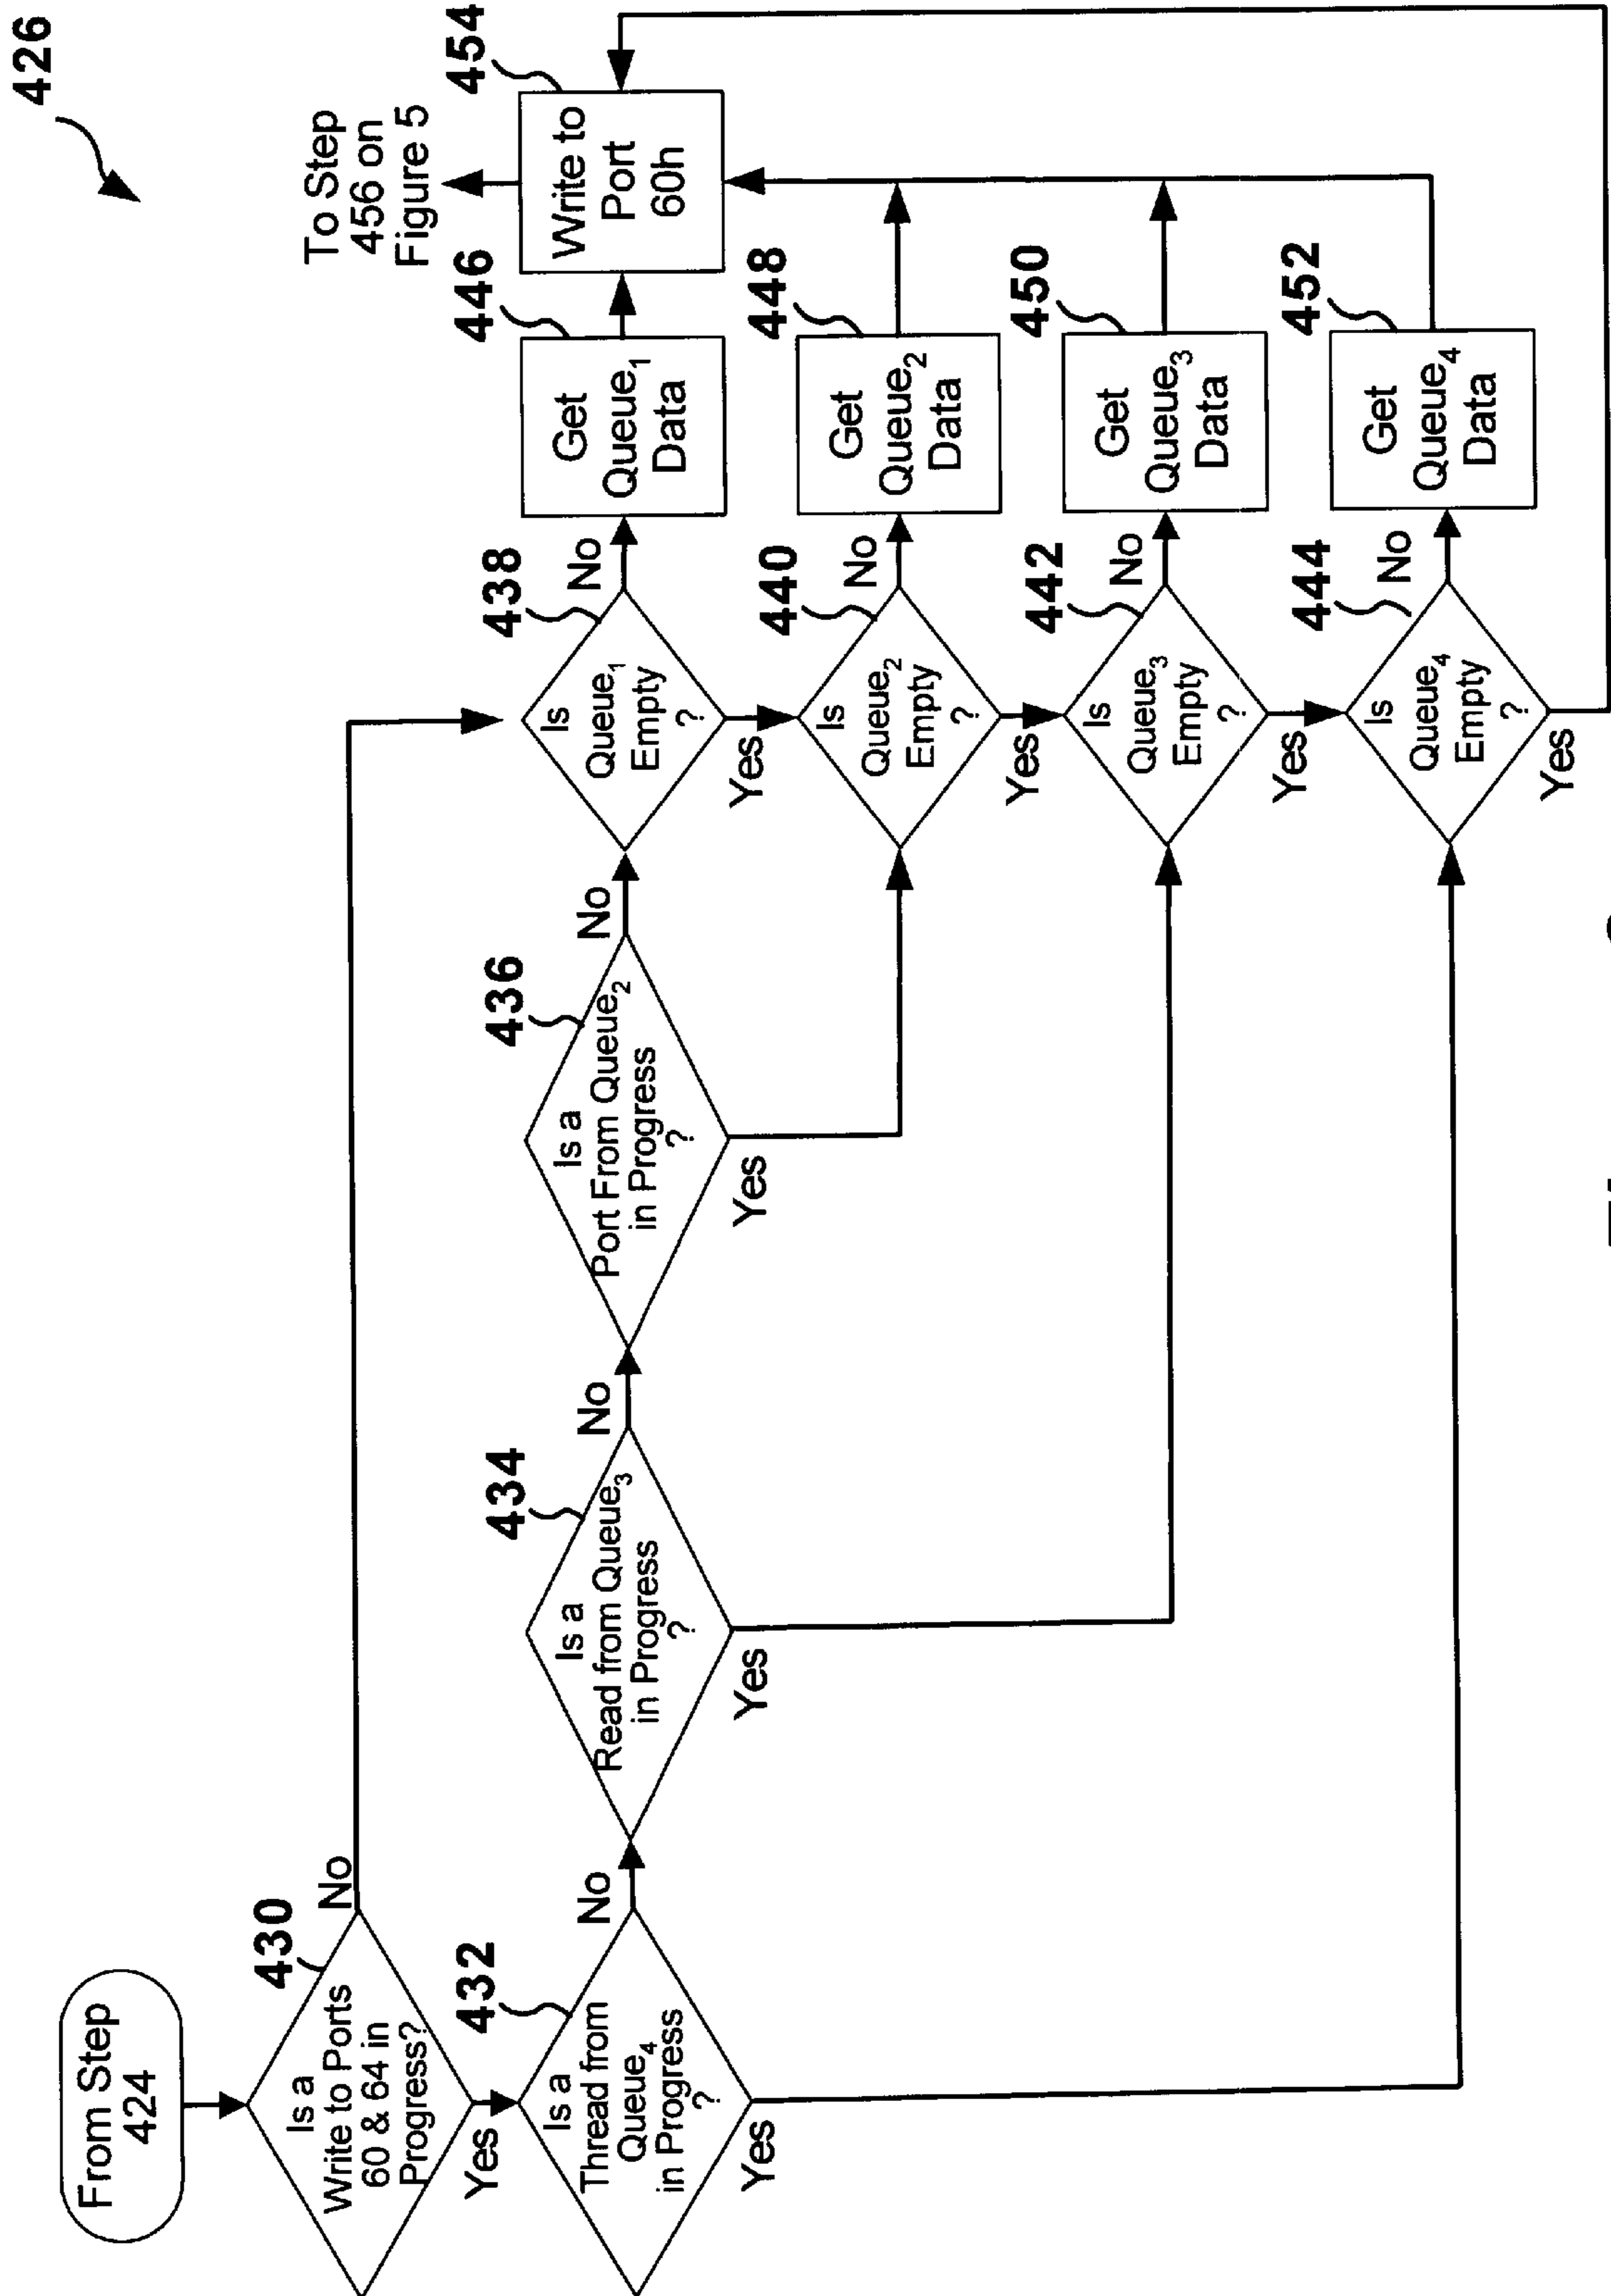 426
From Step
424
430
Is a
Write to Ports
60 & 64 in
Progress?
No
Yes
432
Is a
Thread from
Queue₄
in Progress
?
No
Yes
434
Is a
Read from Queue₃
in Progress
?
No
Yes
436
Is a
Port From Queue₂
in Progress
?
No
Yes
438
Is
Queue₁
Empty
?
No
Yes
446
Get
Queue₁
Data
454
Write to
Port
60h
To Step
456 on
Figure 5
440
Is
Queue₂
Empty
?
No
Yes
448
Get
Queue₂
Data
442
Is
Queue₃
Empty
?
No
Yes
450
Get
Queue₃
Data
444
Is
Queue₄
Empty
?
No
Yes
452
Get
Queue₄
Data